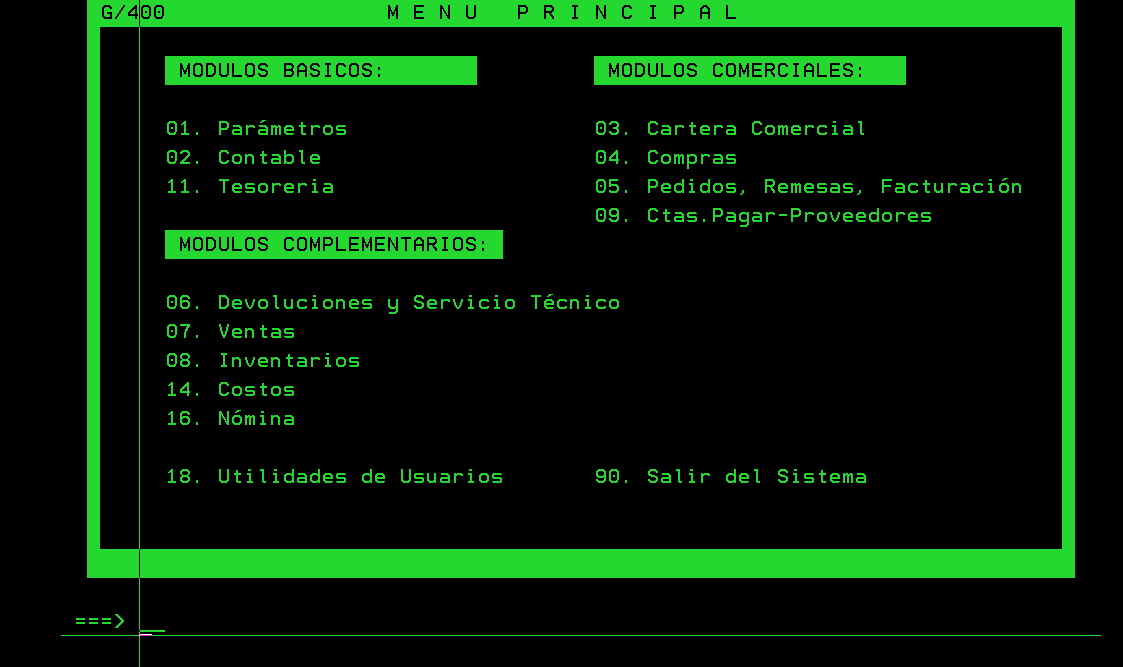 G/400 M E N U P R I N C I P A L
MODULOS BASICOS: MODULOS COMERCIALES:
01. Parámetros 03. Cartera Comercial
02. Contable 04. Compras
11. Tesoreria 05. Pedidos, Remesas, Facturación
09. Ctas.Pagar-Proveedores
MODULOS COMPLEMENTARIOS:
06. Devoluciones y Servicio Técnico
07. Ventas
08. Inventarios
14. Costos
16. Nómina
18. Utilidades de Usuarios 90. Salir del Sistema
===> __